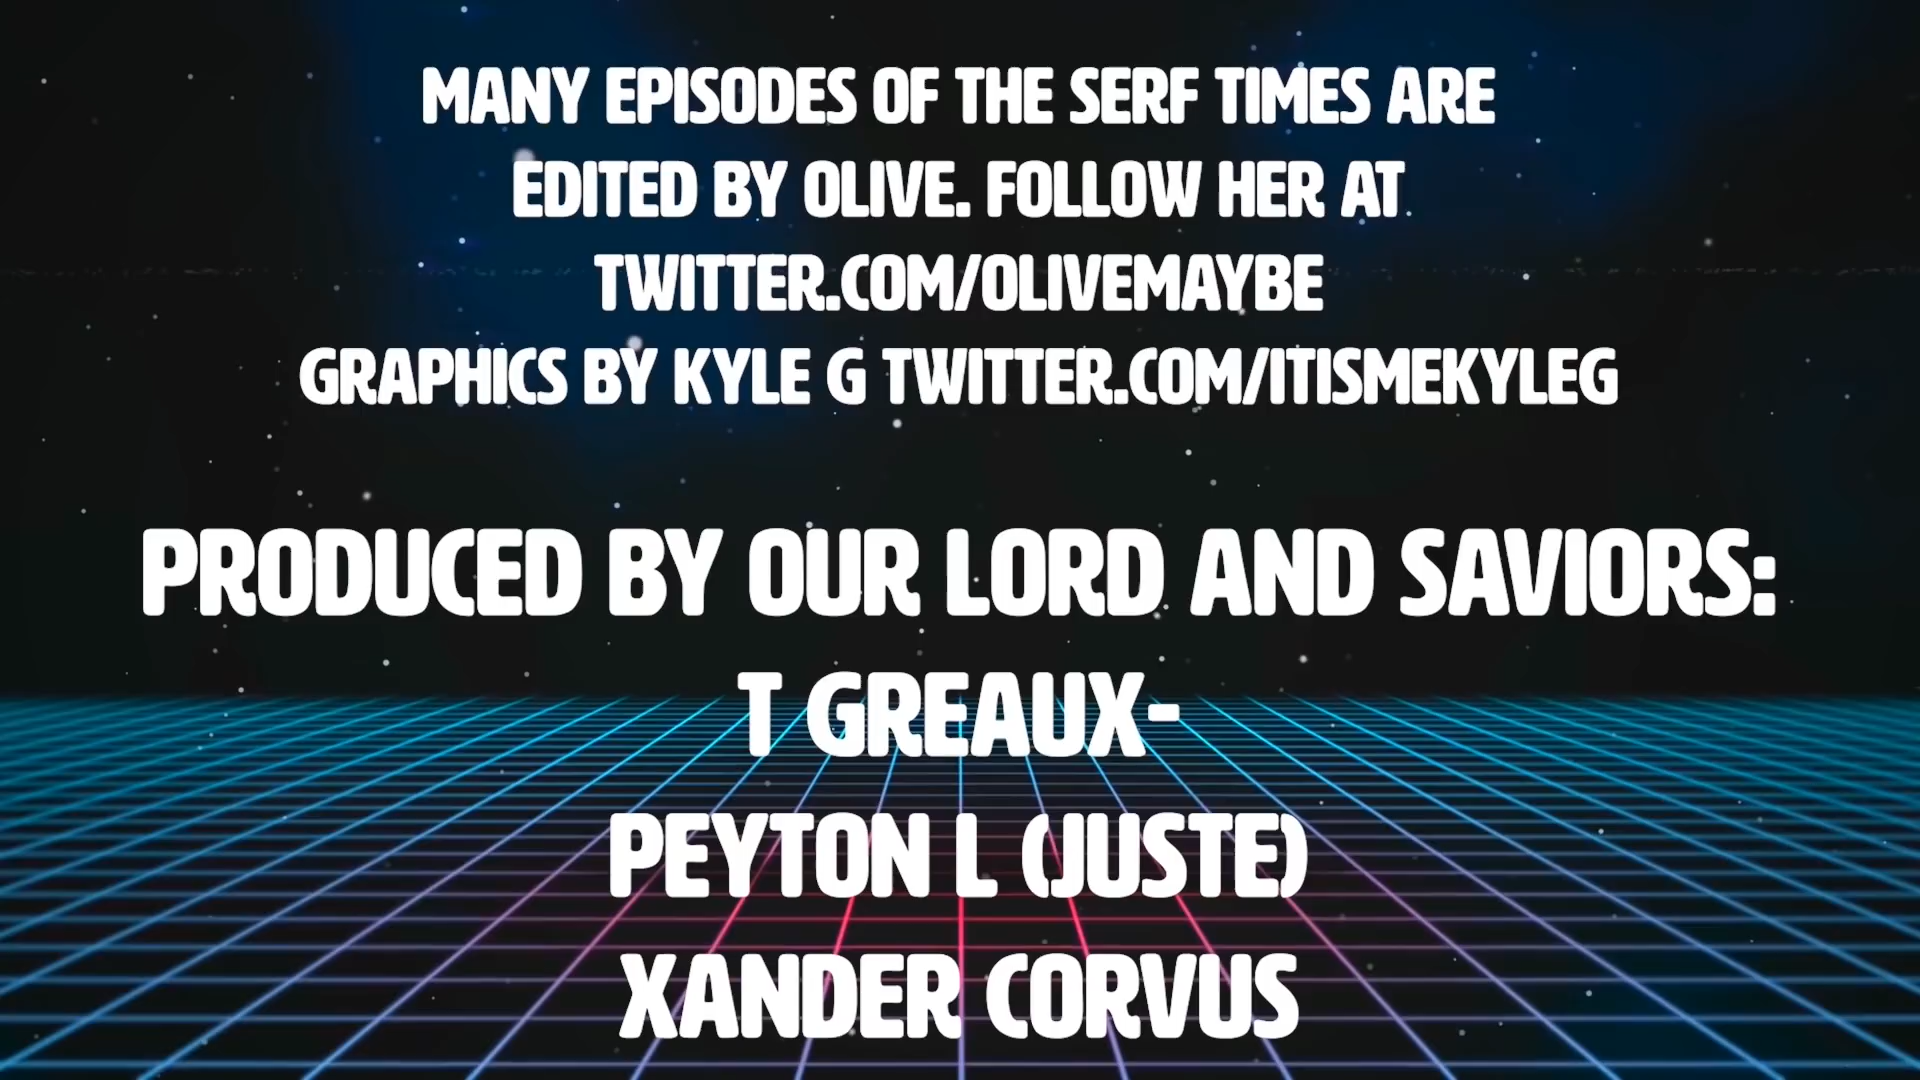 MANY EPISODES OF THE SERF TIMES ARE
EDITED BY OLIVE. FOLLOW HER AT
TWITTER.COM/OLIVEMAYBE
GRAPHICS BY KYLE G TWITTER.COM/ITISMEKYLEG
PRODUCED BY OUR LORD AND SAVIORS:
T GREAUX-
PEYTON L (JUSTE)
XANDER CORVUS